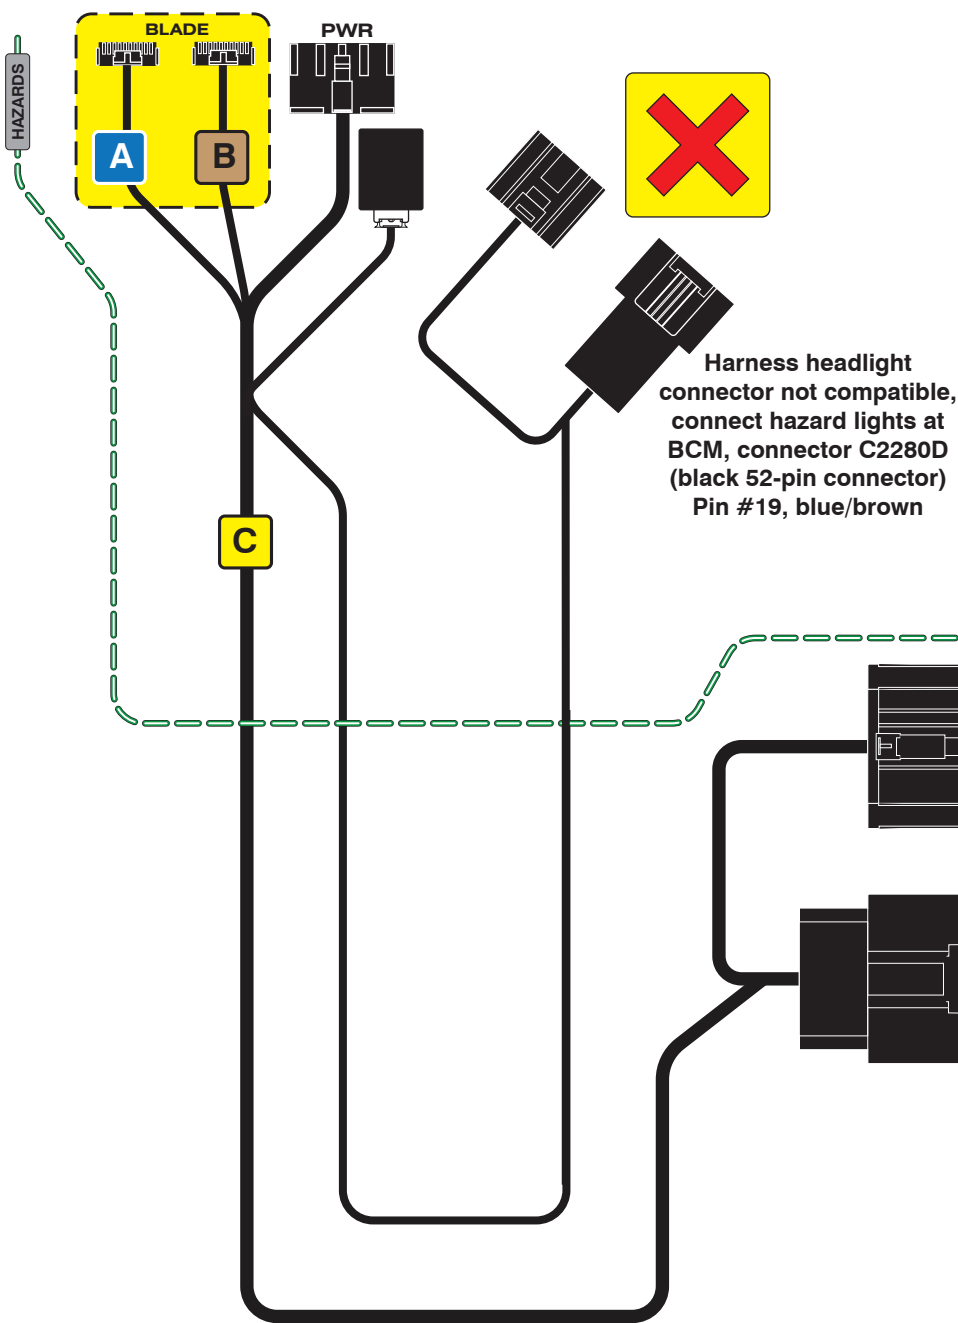 BLADE
PWR
HAZARDS
A
B
Harness headlight
connector not compatible,
connect hazard lights at
BCM, connector C2280D
(black 52-pin connector)
Pin #19, blue/brown
C